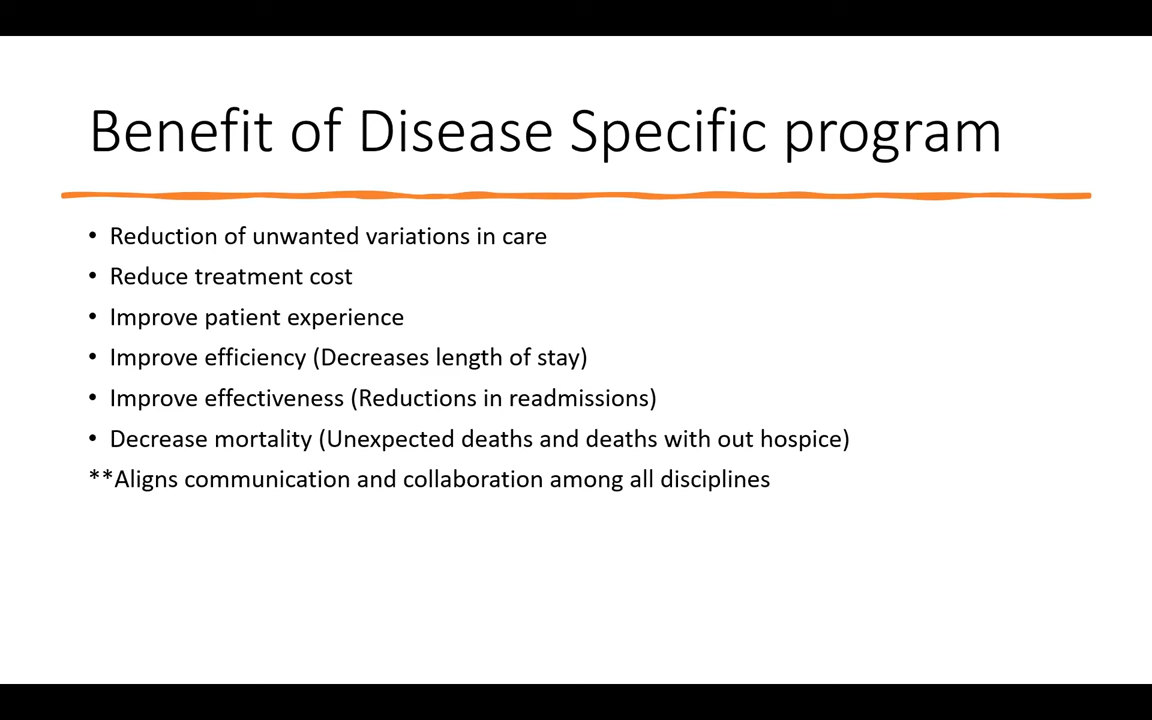 Benefit of Disease Specific program
• Reduction of unwanted variations in care
• Reduce treatment cost
• Improve patient experience
• Improve efficiency (Decreases length of stay)
• Improve effectiveness (Reductions in readmissions)
• Decrease mortality (Unexpected deaths and deaths with out hospice)
**Aligns communication and collaboration among all disciplines